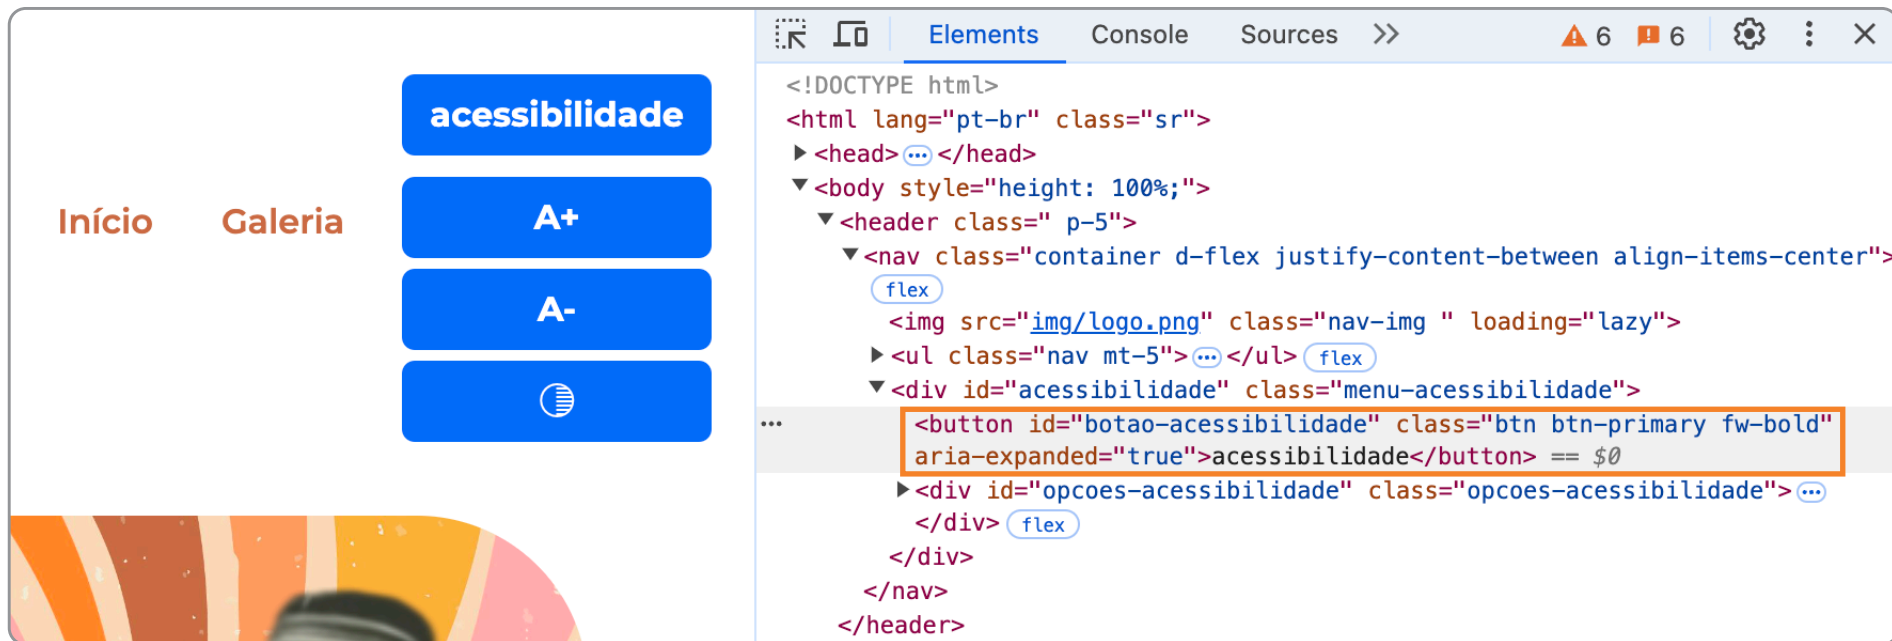 acessibilidade
Início
Galeria
A+
A-
Elements
Console
Sources
6
6
<!DOCTYPE html>
<html lang="pt-br" class="sr">
<head> ••• </head>
<body style="height: 100%;">
<header class=" p-5">
<nav class="container d-flex justify-content-between align-items-center">
flex
<img src="img/logo.png" class="nav-img " loading="lazy">
<ul class="nav mt-5"> ••• </ul> flex
<div id="acessibilidade" class="menu-acessibilidade">
••• <button id="botao-acessibilidade" class="btn btn-primary fw-bold"
aria-expanded="true">acessibilidade</button> == $0
<div id="opcoes-acessibilidade" class="opcoes-acessibilidade"> •••
</div> flex
</div>
</nav>
</header>